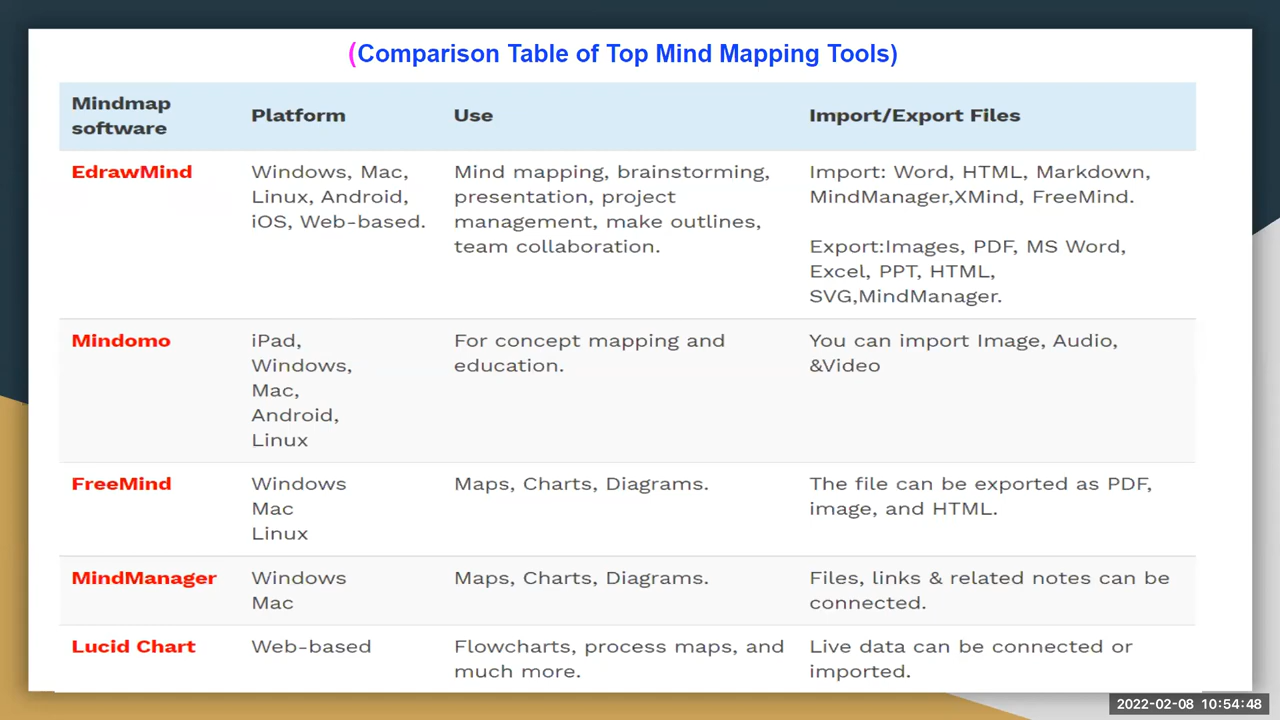 (Comparison Table of Top Mind Mapping Tools)
Mindmap software
Platform
Use
Import/Export Files
EdrawMind
Windows, Mac,
Linux, Android,
iOS, Web-based.
Mind mapping, brainstorming,
presentation, project
management, make outlines,
team collaboration.
Import: Word, HTML, Markdown,
MindManager,XMind, FreeMind.
Export:Images, PDF, MS Word,
Excel, PPT, HTML,
SVG,MindManager.
Mindomo
iPad,
Windows,
Mac,
Android,
Linux
For concept mapping and
education.
You can import Image, Audio,
&Video
FreeMind
Windows
Mac
Linux
Maps, Charts, Diagrams.
The file can be exported as PDF,
image, and HTML.
MindManager
Windows
Mac
Maps, Charts, Diagrams.
Files, links & related notes can be
connected.
Lucid Chart
Web-based
Flowcharts, process maps, and
much more.
Live data can be connected or
imported.
2022-02-08 10:54:48